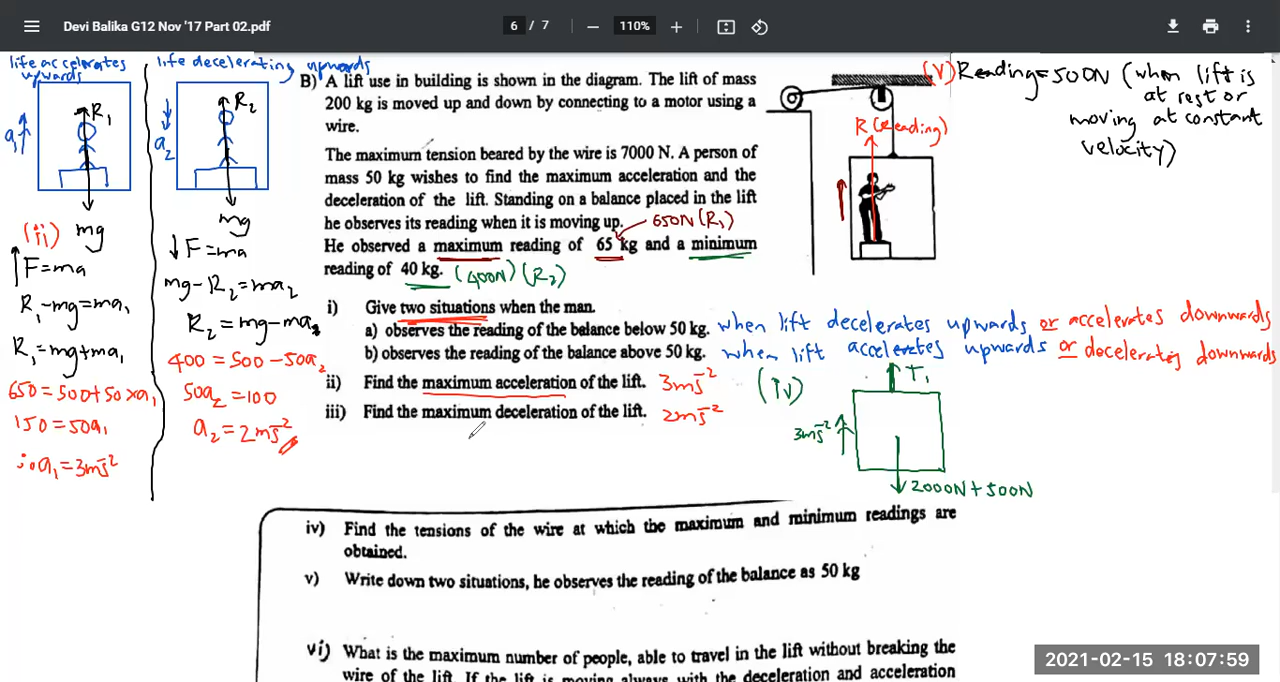 Devi Balika G12 Nov '17 Part 02.pdf
6 / 7
110%
life accelerates
upwards
R1
a1
mg
(ii)
F=ma
R1-mg=ma1
R1=mg+ma1
650=500+50×a1
150=50a1
∴a1=3ms-2
life decelerating upwards
R2
a2
mg
F=ma
mg-R2=ma2
R2=mg-ma2
400=500-50a2
50a2=100
a2=2ms-2
B) A lift use in building is shown in the diagram. The lift of mass
200 kg is moved up and down by connecting to a motor using a
wire.
The maximum tension beared by the wire is 7000 N. A person of
mass 50 kg wishes to find the maximum acceleration and the
deceleration of the lift. Standing on a balance placed in the lift
he observes its reading when it is moving up.
650N(R1)
He observed a maximum reading of 65 kg and a minimum
reading of 40 kg. (400N)(R2)
i) Give two situations when the man.
a) observes the reading of the belance below 50 kg. when lift decelerates upwards or accelerates downwards
b) observes the reading of the balance above 50 kg. when lift accelerates upwards or decelerating downwards
ii) Find the maximum acceleration of the lift. 3ms-2
iii) Find the maximum deceleration of the lift. 2ms-2
R(Reading)
(V) Reading=500N (when lift is
at rest or
moving at constant
velocity)
(iv)
T1
3ms-2
2000N+500N
iv) Find the tensions of the wire at which the maximum and minimum readings are
obtained.
v) Write down two situations, he observes the reading of the balance as 50 kg
vi) What is the maximum number of people, able to travel in the lift without breaking the
wire of the lift. If the lift is moving always with the deceleration and acceleration
2021-02-15 18:07:59